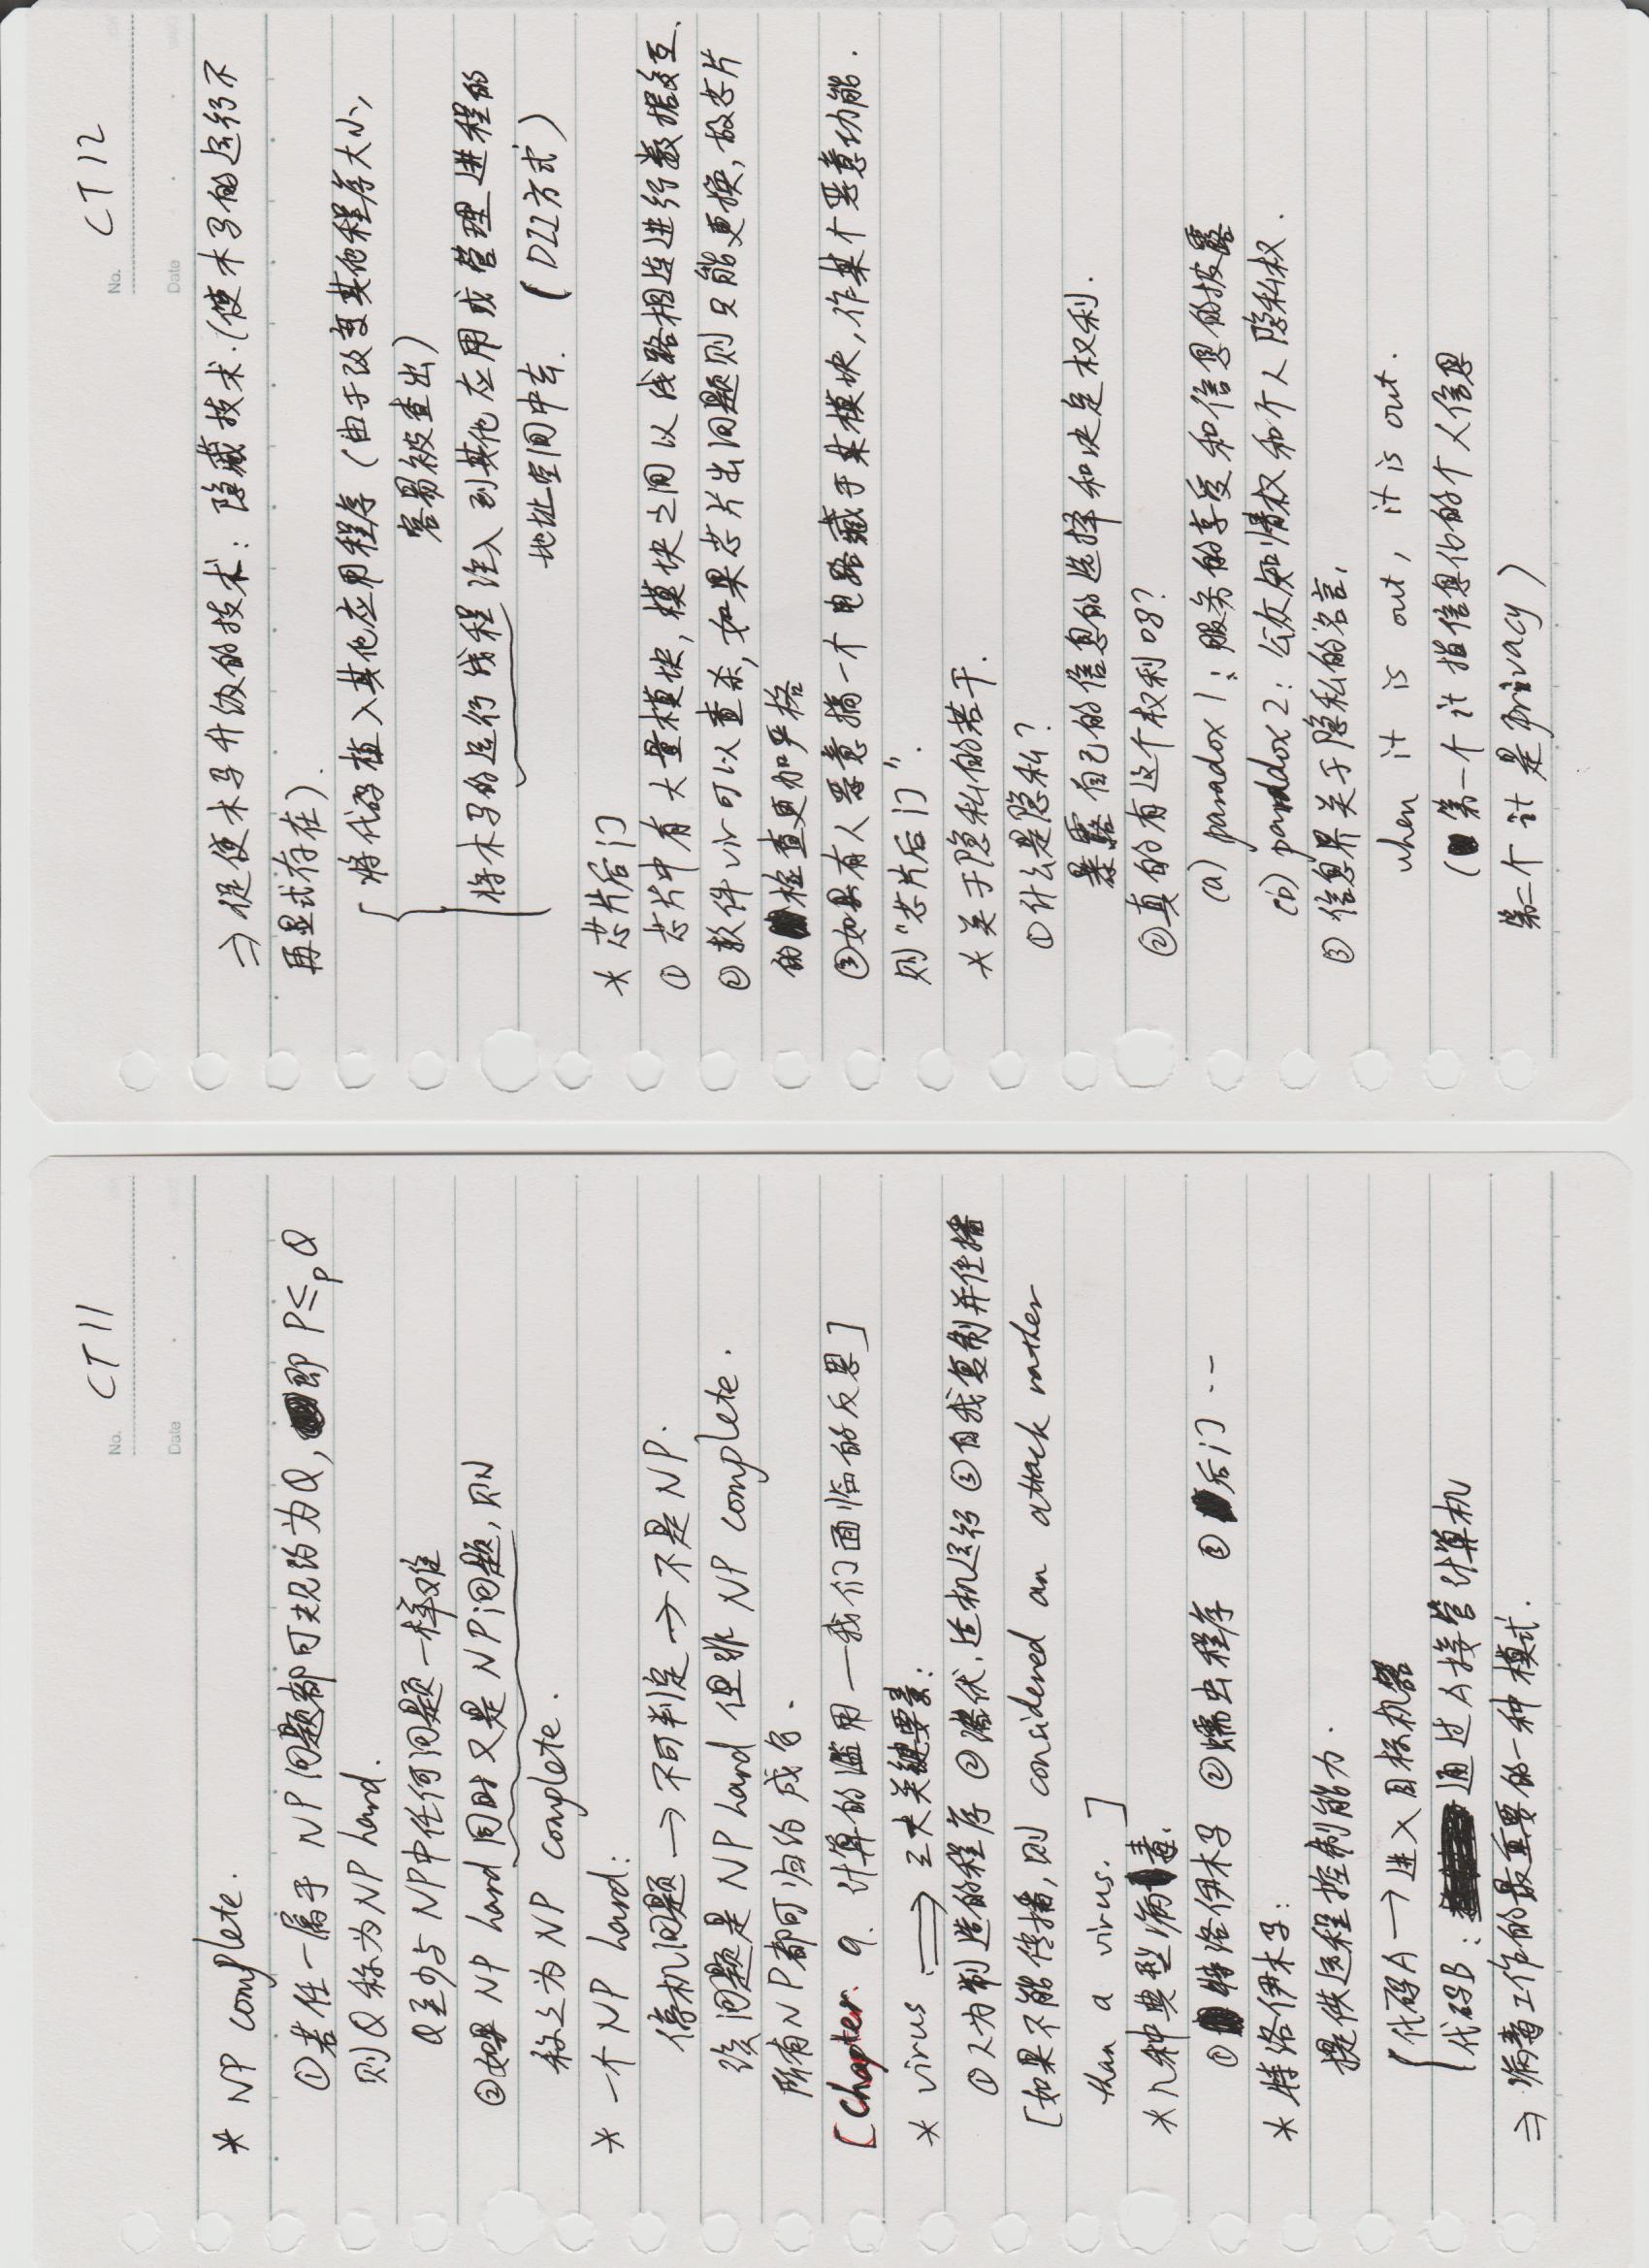 No. CT11
Date
* NP complete.
①若任一属于 NP问题都可规约为Q, 即 P≤ₚQ
则Q称为NP hard.
Q至少与NP中任何问题一样难
②如果 NP hard同时又是NP问题, 则
称之为NP complete.
* 一个NP hard:
停机问题 → 不可判定 → 不是NP.
该问题是NP hard 但非 NP complete.
所有NP都可归约成它.
[Chapter 9. 计算的滥用—我们面临的反思]
* virus ⟹ 三大关键要素:
①人为制造的程序 ②潜伏,适机运行 ③自我复制并传播
[如果不能传播,则 considered an attack rather
than a virus. ]
*几种典型病毒.
① 特洛伊木马 ②蠕虫程序 ③ 后门 …
* 特洛伊木马:
提供远程控制能力.
代码A → 进入目标机器
代码B: 通过A接管计算机
⇒ 病毒工作的最重要的一种模式.
No. CT12
Date
⇒ 促使木马升级的技术: 隐藏技术.(使木马的运行不
再显式存在).
将代码植入其他应用程序 (由于改变其他程序大小,
容易被查出)
将木马的运行线程注入到其他应用或管理进程的
地址空间中去. (Dll方式)
* 芯片后门
① 芯片中有大量模块,模块之间以线路相连进行数据交互.
② 软件vir可以查杀,如果芯片出问题则只能更换,故芯片
的检查更加严格
③如果有人恶意搞一个电路藏于某模块,作某个恶意功能.
则“芯片后门”.
*关于隐私的若干.
①什么是隐私?
暴露自己的信息的选择和决定权利.
②真的有这个权利吗?
(a) paradox 1: 服务的享受和信息的披露
(b) paradox 2: 公众知情权和个人隐私权.
③ 信息界关于隐私的名言,
when it is out, it is out.
(第一个it指信息化的个人信息
第二个it是privacy)